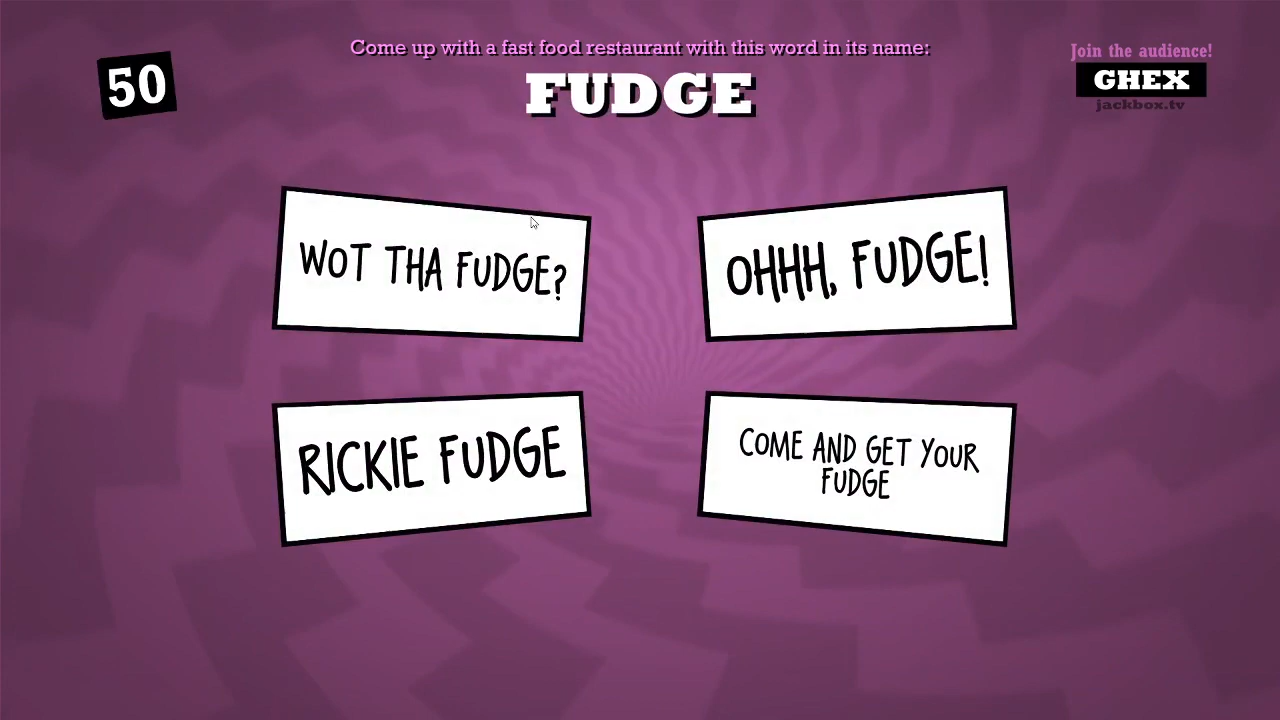 Come up with a fast food restaurant with this word in its name:
FUDGE
50
Join the audience!
GHEX
jackbox.tv
WOT THA FUDGE?
OHHH, FUDGE!
RICKIE FUDGE
COME AND GET YOUR
FUDGE